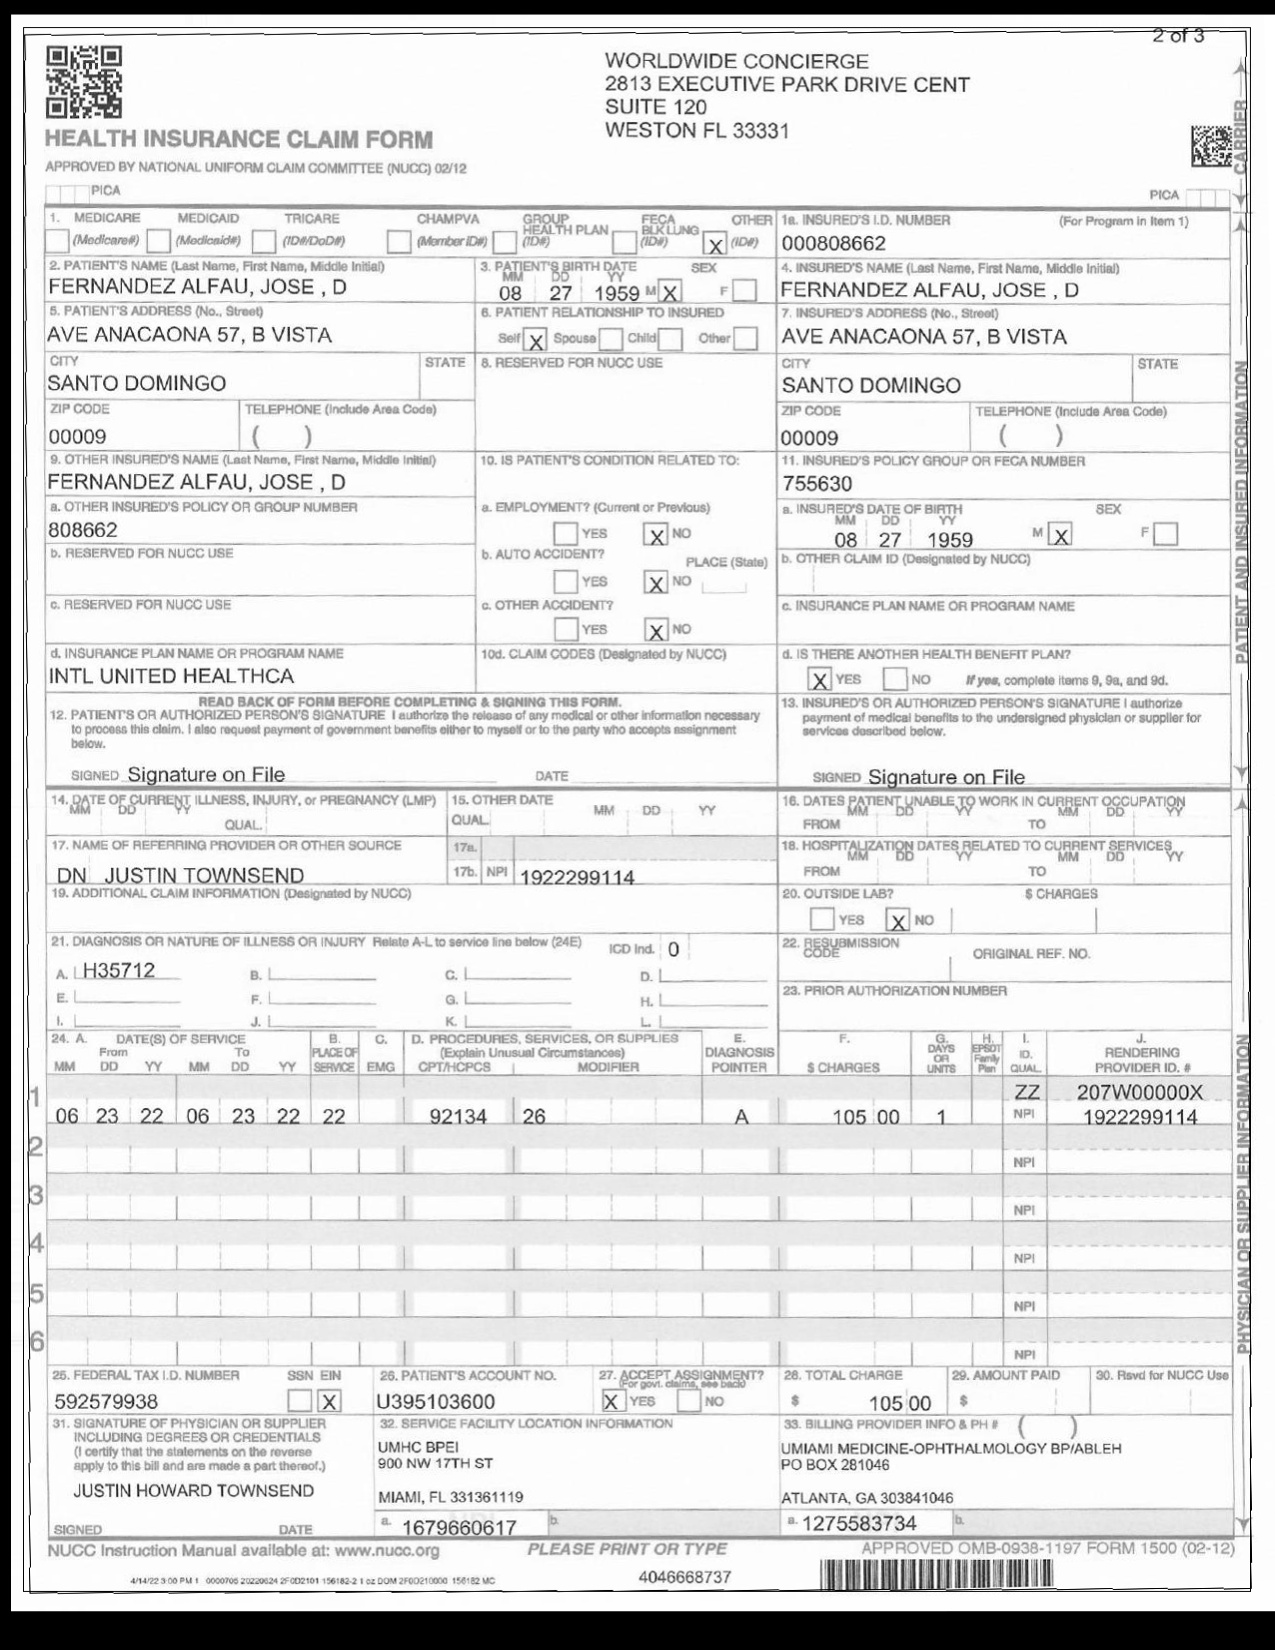 2 of 3
WORLDWIDE CONCIERGE
2813 EXECUTIVE PARK DRIVE CENT
SUITE 120
WESTON FL 33331
HEALTH INSURANCE CLAIM FORM
APPROVED BY NATIONAL UNIFORM CLAIM COMMITTEE (NUCC) 02/12
PICA
PICA
CARRIER
1. MEDICARE MEDICAID TRICARE CHAMPVA GROUP HEALTH PLAN FECA BLK LUNG OTHER
(Medicare#) (Medicaid#) (ID#/DoD#) (Member ID#) (ID#) (ID#) X (ID#)
1a. INSURED'S I.D. NUMBER (For Program in Item 1)
000808662
2. PATIENT'S NAME (Last Name, First Name, Middle Initial)
FERNANDEZ ALFAU, JOSE , D
3. PATIENT'S BIRTH DATE SEX
MM DD YY
08 27 1959 M X F
4. INSURED'S NAME (Last Name, First Name, Middle Initial)
FERNANDEZ ALFAU, JOSE , D
5. PATIENT'S ADDRESS (No., Street)
AVE ANACAONA 57, B VISTA
6. PATIENT RELATIONSHIP TO INSURED
Self X Spouse Child Other
7. INSURED'S ADDRESS (No., Street)
AVE ANACAONA 57, B VISTA
CITY STATE
SANTO DOMINGO
8. RESERVED FOR NUCC USE
CITY STATE
SANTO DOMINGO
ZIP CODE TELEPHONE (Include Area Code)
00009 ( )
ZIP CODE TELEPHONE (Include Area Code)
00009 ( )
9. OTHER INSURED'S NAME (Last Name, First Name, Middle Initial)
FERNANDEZ ALFAU, JOSE , D
10. IS PATIENT'S CONDITION RELATED TO:
11. INSURED'S POLICY GROUP OR FECA NUMBER
755630
a. OTHER INSURED'S POLICY OR GROUP NUMBER
808662
a. EMPLOYMENT? (Current or Previous)
YES X NO
a. INSURED'S DATE OF BIRTH SEX
MM DD YY
08 27 1959 M X F
b. RESERVED FOR NUCC USE
b. AUTO ACCIDENT? PLACE (State)
YES X NO
b. OTHER CLAIM ID (Designated by NUCC)
c. RESERVED FOR NUCC USE
c. OTHER ACCIDENT?
YES X NO
c. INSURANCE PLAN NAME OR PROGRAM NAME
d. INSURANCE PLAN NAME OR PROGRAM NAME
INTL UNITED HEALTHCA
10d. CLAIM CODES (Designated by NUCC)
d. IS THERE ANOTHER HEALTH BENEFIT PLAN?
X YES NO If yes, complete items 9, 9a, and 9d.
READ BACK OF FORM BEFORE COMPLETING & SIGNING THIS FORM.
12. PATIENT'S OR AUTHORIZED PERSON'S SIGNATURE I authorize the release of any medical or other information necessary
to process this claim. I also request payment of government benefits either to myself or to the party who accepts assignment
below.
SIGNED Signature on File DATE
13. INSURED'S OR AUTHORIZED PERSON'S SIGNATURE I authorize
payment of medical benefits to the undersigned physician or supplier for
services described below.
SIGNED Signature on File
PATIENT AND INSURED INFORMATION
14. DATE OF CURRENT ILLNESS, INJURY, or PREGNANCY (LMP)
MM DD YY
QUAL.
15. OTHER DATE MM DD YY
QUAL.
16. DATES PATIENT UNABLE TO WORK IN CURRENT OCCUPATION
MM DD YY MM DD YY
FROM TO
17. NAME OF REFERRING PROVIDER OR OTHER SOURCE
DN JUSTIN TOWNSEND
17a.
17b. NPI 1922299114
18. HOSPITALIZATION DATES RELATED TO CURRENT SERVICES
MM DD YY MM DD YY
FROM TO
19. ADDITIONAL CLAIM INFORMATION (Designated by NUCC)
20. OUTSIDE LAB? $ CHARGES
YES X NO
21. DIAGNOSIS OR NATURE OF ILLNESS OR INJURY Relate A-L to service line below (24E) ICD Ind. 0
A. H35712 B. C. D.
E. F. G. H.
I. J. K. L.
22. RESUBMISSION CODE ORIGINAL REF. NO.
23. PRIOR AUTHORIZATION NUMBER
24. A. DATE(S) OF SERVICE B. C. D. PROCEDURES, SERVICES, OR SUPPLIES E. F. G. H. I. J.
From To PLACE OF (Explain Unusual Circumstances) DIAGNOSIS DAYS OR EPSDT Family ID. RENDERING
MM DD YY MM DD YY SERVICE EMG CPT/HCPCS MODIFIER POINTER $ CHARGES UNITS Plan QUAL. PROVIDER ID. #
1 ZZ 207W00000X
06 23 22 06 23 22 22 92134 26 A 105 00 1 NPI 1922299114
2 NPI
3 NPI
4 NPI
5 NPI
6 NPI
25. FEDERAL TAX I.D. NUMBER SSN EIN
592579938 X
26. PATIENT'S ACCOUNT NO.
U395103600
27. ACCEPT ASSIGNMENT?
(For govt. claims, see back)
X YES NO
28. TOTAL CHARGE
$ 105 00
29. AMOUNT PAID
$
30. Rsvd for NUCC Use
31. SIGNATURE OF PHYSICIAN OR SUPPLIER
INCLUDING DEGREES OR CREDENTIALS
(I certify that the statements on the reverse
apply to this bill and are made a part thereof.)
JUSTIN HOWARD TOWNSEND
SIGNED DATE
32. SERVICE FACILITY LOCATION INFORMATION
UMHC BPEI
900 NW 17TH ST
MIAMI, FL 331361119
a. 1679660617 b.
33. BILLING PROVIDER INFO & PH # ( )
UMIAMI MEDICINE-OPHTHALMOLOGY BP/ABLEH
PO BOX 281046
ATLANTA, GA 303841046
a. 1275583734 b.
PHYSICIAN OR SUPPLIER INFORMATION
NUCC Instruction Manual available at: www.nucc.org
PLEASE PRINT OR TYPE
APPROVED OMB-0938-1197 FORM 1500 (02-12)
4046668737